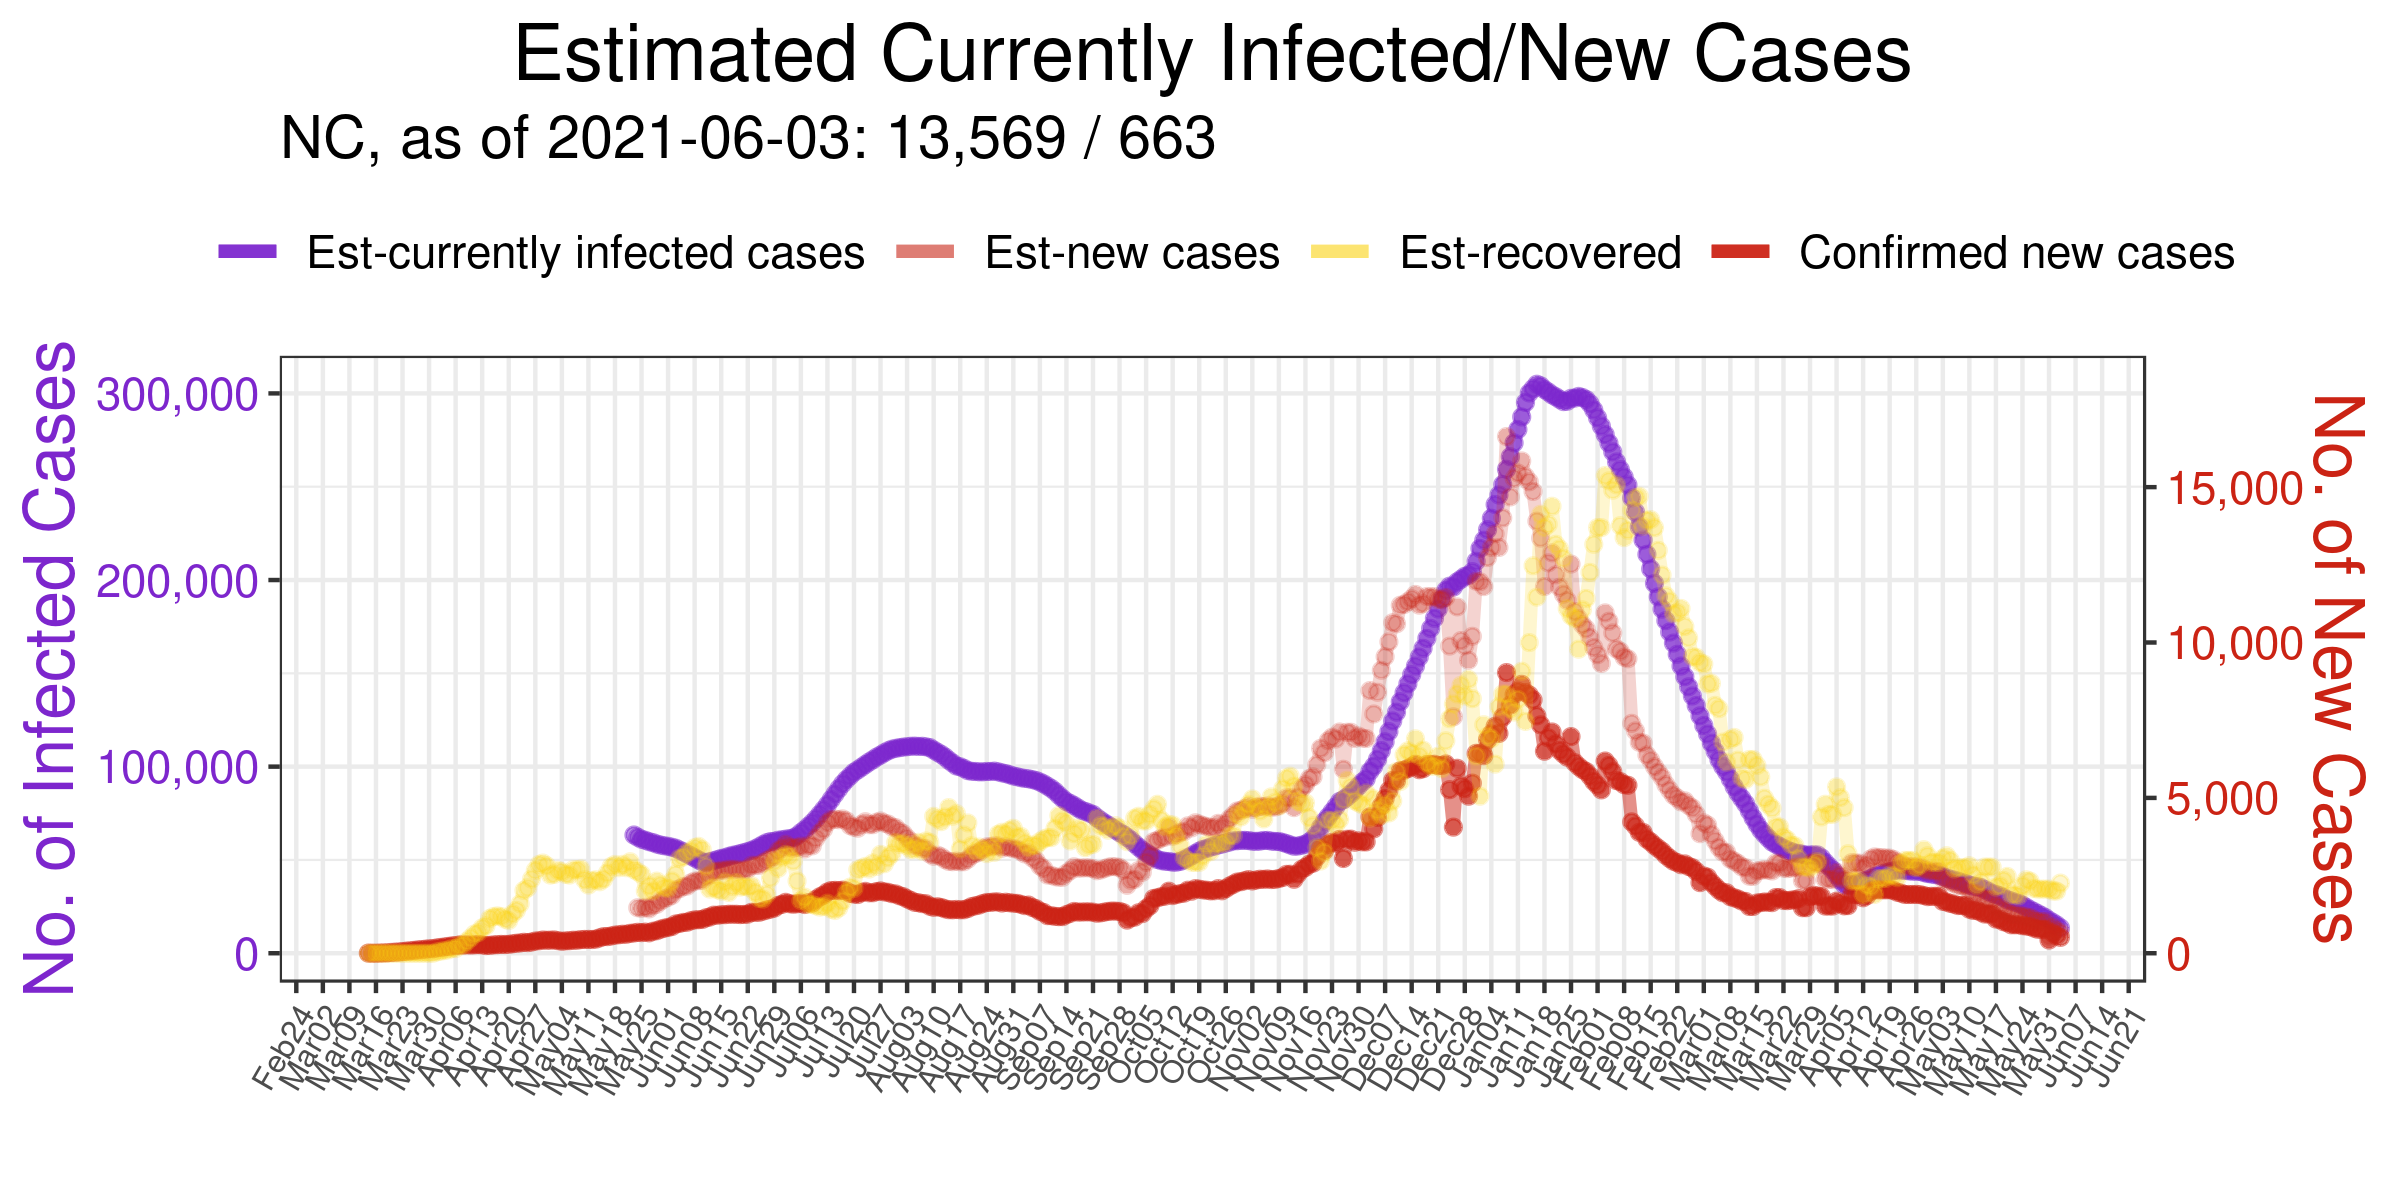 Estimated Currently Infected/New Cases
NC, as of 2021-06-03: 13,569 / 663
Est-currently infected cases
Est-new cases
Est-recovered
Confirmed new cases
No. of Infected Cases
300,000
200,000
100,000
0
15,000
10,000
5,000
0
No. of New Cases
Feb24
Mar02
Mar09
Mar16
Mar23
Mar30
Apr06
Apr13
Apr20
Apr27
May04
May11
May18
May25
Jun01
Jun08
Jun15
Jun22
Jun29
Jul06
Jul13
Jul20
Jul27
Aug03
Aug10
Aug17
Aug24
Aug31
Sep07
Sep14
Sep21
Sep28
Oct05
Oct12
Oct19
Oct26
Nov02
Nov09
Nov16
Nov23
Nov30
Dec07
Dec14
Dec21
Dec28
Jan04
Jan11
Jan18
Jan25
Feb01
Feb08
Feb15
Feb22
Mar01
Mar08
Mar15
Mar22
Mar29
Apr05
Apr12
Apr19
Apr26
May03
May10
May17
May24
May31
Jun07
Jun14
Jun21